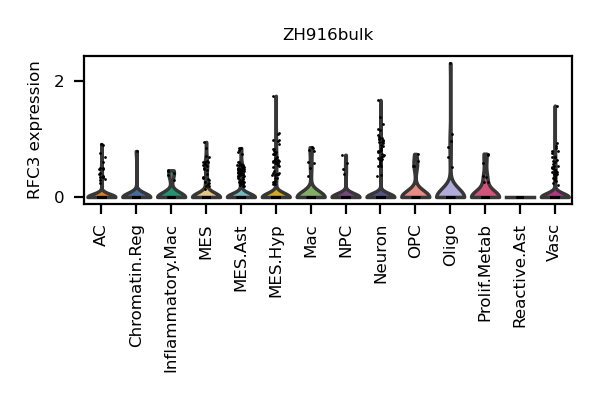 ZH916bulk
RFC3 expression
2
0
AC
Chromatin.Reg
Inflammatory.Mac
MES
MES.Ast
MES.Hyp
Mac
NPC
Neuron
OPC
Oligo
Prolif.Metab
Reactive.Ast
Vasc